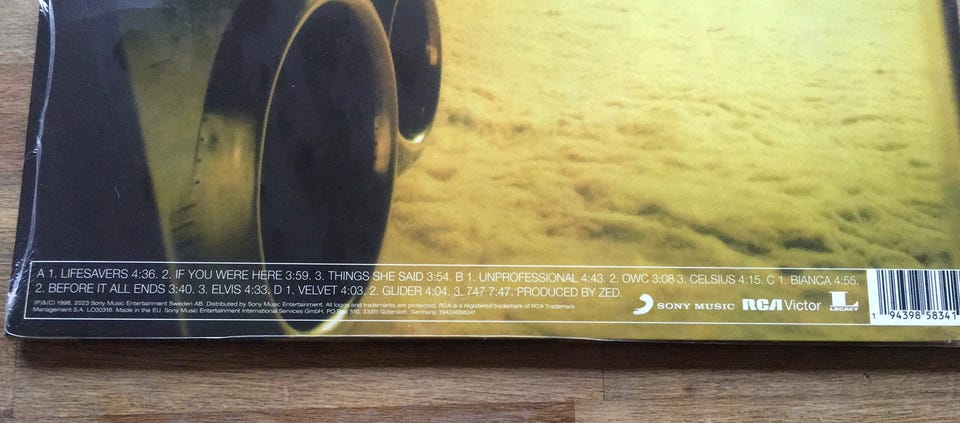 A 1. LIFESAVERS 4:36. 2. IF YOU WERE HERE 3:59. 3. THINGS SHE SAID 3:54. B 1. UNPROFESSIONAL 4:43. 2. OWC 3:08 3. CELSIUS 4:15. C 1. BIANCA 4:55.
2. BEFORE IT ALL ENDS 3:40. 3. ELVIS 4:33. D 1. VELVET 4:03. 2. GLIDER 4:04. 3. 747 7:47. PRODUCED BY ZED.
(P)&(C) 1998, 2023 Sony Music Entertainment Sweden AB. Distributed by Sony Music Entertainment. All logos and trademarks are protected. RCA is a registered trademark of RCA Trademark
Management S.A. LC00316. Made in the EU. Sony Music Entertainment International Services GmbH, PO Box 510, 33311 Gütersloh, Germany. 19439858341
SONY MUSIC RCA Victor L LEGACY
1 94398 58341